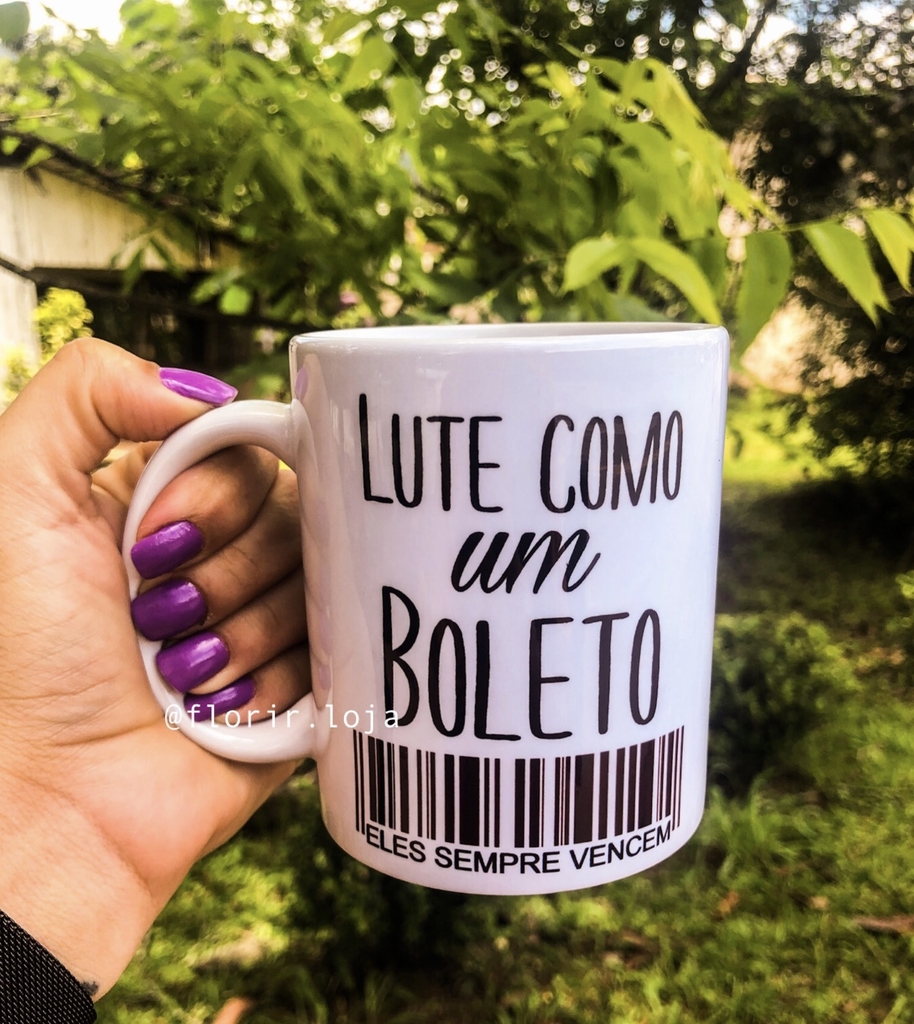 LUTE COMO
um
BOLETO
@florir.loja
ELES SEMPRE VENCEM